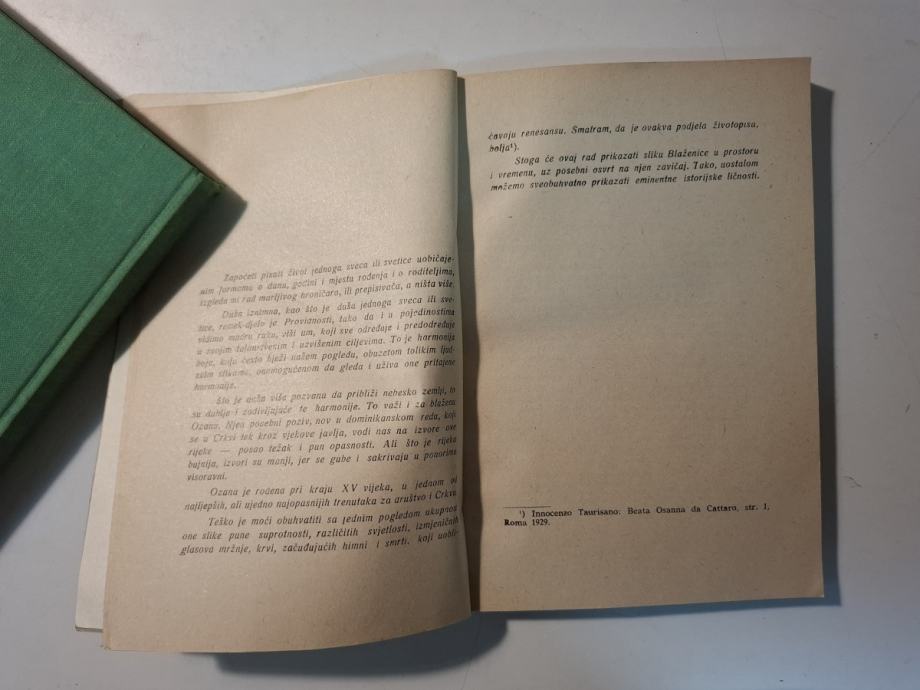 Započeti pisati život jednoga sveca ili svetice uobičaje-
nim formama o danu, godini i mjestu rođenja i o roditeljima,
izgleda mi rad marljivog hroničara, ili prepisivača, a ništa više.
Duša iznimna, kao što je duša jednoga sveca ili sve-
tice, remek-djelo je Providnosti, tako da i u pojedinostima
vidimo mudru ruku, viši um, koji sve određuje i predodređuje
u svojim i uzvišenim ciljevima. To je harmonija
koja često bježi našem pogledu, obuzetom tolikim ljud-
skim onemogućenom da gleda i uživa one pritajene
harmonije.
Što je duša više pozvana da približi nebesko zemlji, to
su dublje i zadivljajuće te harmonije. To važi i za blaženu
Ozanu. Njen posebni poziv, nov u dominikanskom redu, koji
se u Crkvi tek kroz vjekove javlja, vodi nas na izvore ove
rijeke — posao težak i pun opasnosti. Ali što je rijeka
bujnija, izvori su manji, jer se gube i sakrivaju u ponorima
visoravni.
Ozana je rođena pri kraju XV vijeka, u jednom od
najljepših, ali ujedno najopasnijih trenutaka za društvo i Crkvu
Teško je moći obuhvatiti sa jednim pogledom ukupnost
one slike pune suprotnosti, različitih svjetlosti, izmjeničnih
glasova mržnje, krvi, začuđujućih himni i smrti, koji uobli-
čavaju renesansu. Smatram, da je ovakva podjela životopisa,
bolja¹).
Stoga će ovaj rad prikazati sliku Blaženice u prostoru
i vremenu, uz posebni osvrt na njen zavičaj. Tako, uostalom
možemo sveobuhvatno prikazati eminentne istorijske ličnosti.
¹) Innocenzo Taurisano: Beata Osanna da Cattaro, str. 1,
Roma 1929.